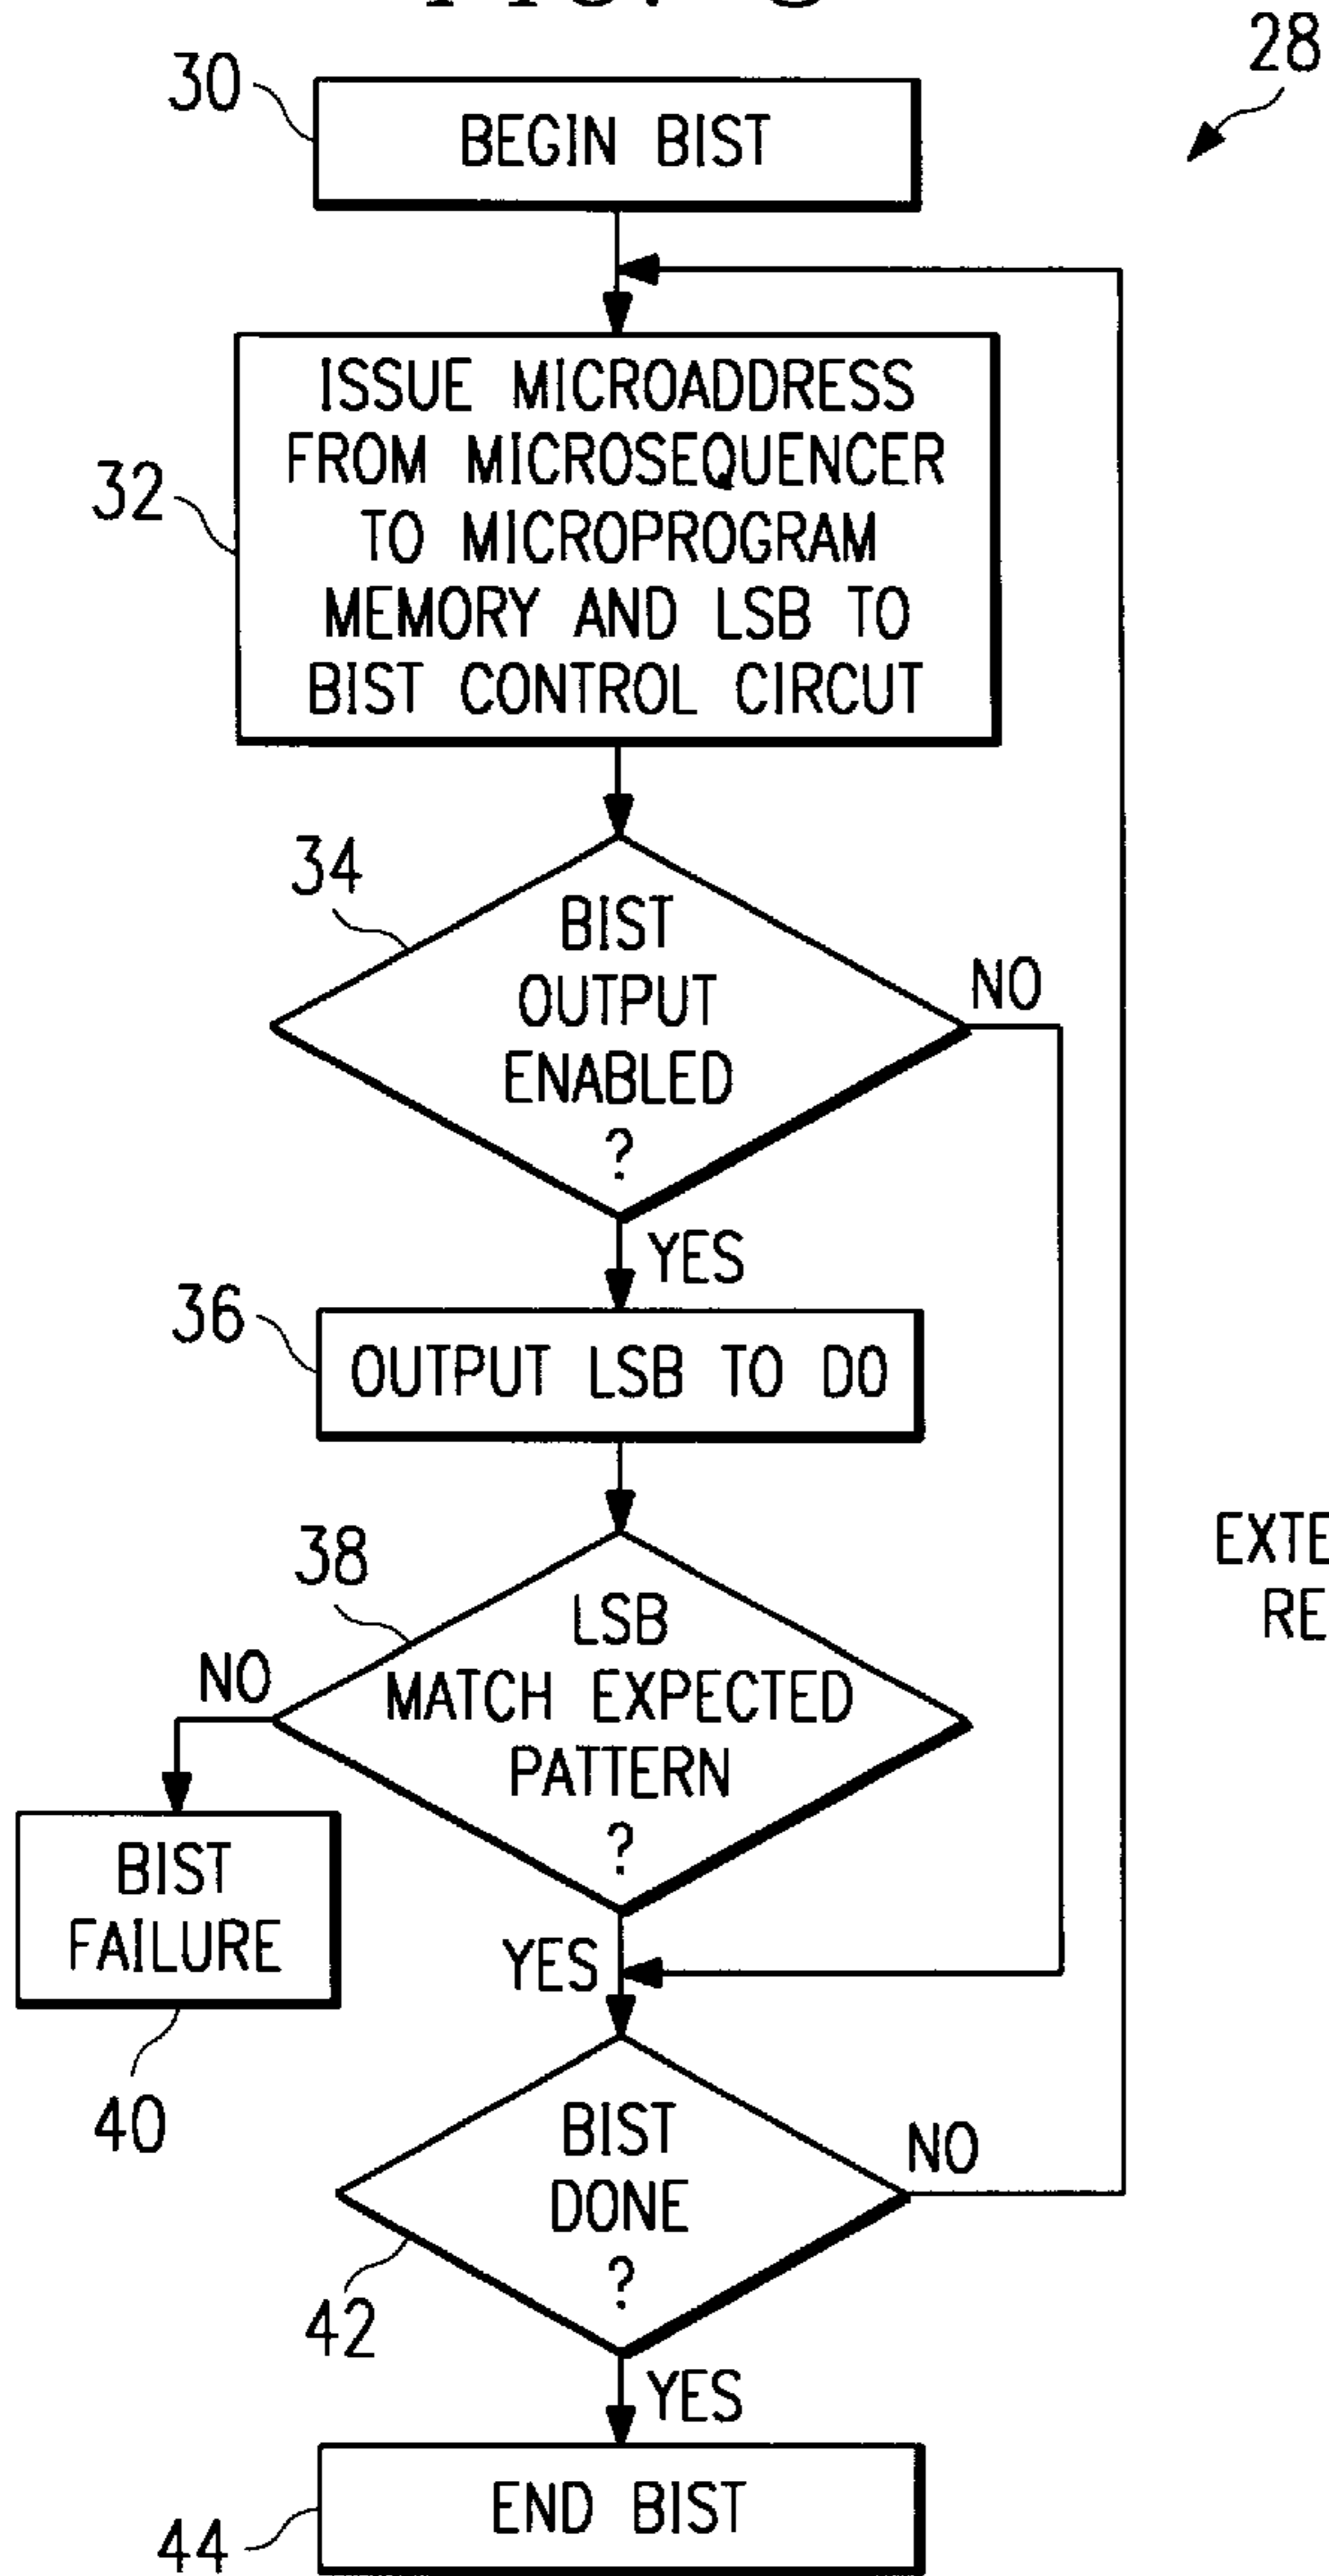 28
30
BEGIN BIST
32
ISSUE MICROADDRESS
FROM MICROSEQUENCER
TO MICROPROGRAM
MEMORY AND LSB TO
BIST CONTROL CIRCUT
34
BIST
OUTPUT
ENABLED
?
NO
YES
36
OUTPUT LSB TO DO
38
LSB
MATCH EXPECTED
PATTERN
?
NO
BIST
FAILURE
40
YES
BIST
DONE
?
NO
42
YES
END BIST
44